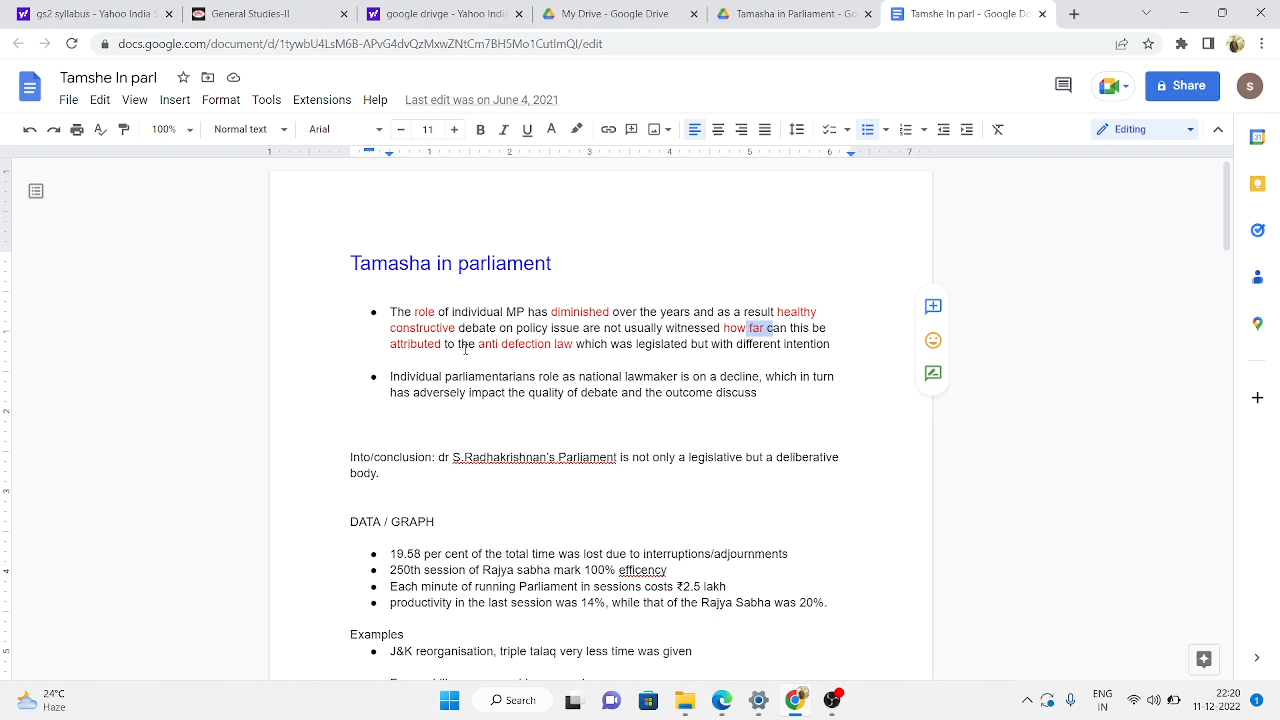 gs2 syllabus - Yahoo India S
General Studies-II
google drive - Yahoo India
My Drive - Google Drive
Tamasha in Parliament - Go
Tamshe In parl - Google Do
docs.google.com/document/d/1tywbU4LsM6B-APvG4dvQzMxwZNtCm7BH5Mo1CutlmQI/edit
Tamshe In parl
File Edit View Insert Format Tools Extensions Help Last edit was on June 4, 2021
Share
s
100% Normal text Arial 11 Editing
1 1 2 3 4 5 6 7
Tamasha in parliament
The role of individual MP has diminished over the years and as a result healthy
constructive debate on policy issue are not usually witnessed how far can this be
attributed to the anti defection law which was legislated but with different intention
Individual parliamentarians role as national lawmaker is on a decline, which in turn
has adversely impact the quality of debate and the outcome discuss
Into/conclusion: dr S.Radhakrishnan's Parliament is not only a legislative but a deliberative
body.
DATA / GRAPH
19.58 per cent of the total time was lost due to interruptions/adjournments
250th session of Rajya sabha mark 100% efficency
Each minute of running Parliament in sessions costs ₹2.5 lakh
productivity in the last session was 14%, while that of the Rajya Sabha was 20%.
Examples
J&K reorganisation, triple talaq very less time was given
24°C
Haze
Search
ENG
IN
22:20
11-12-2022
1